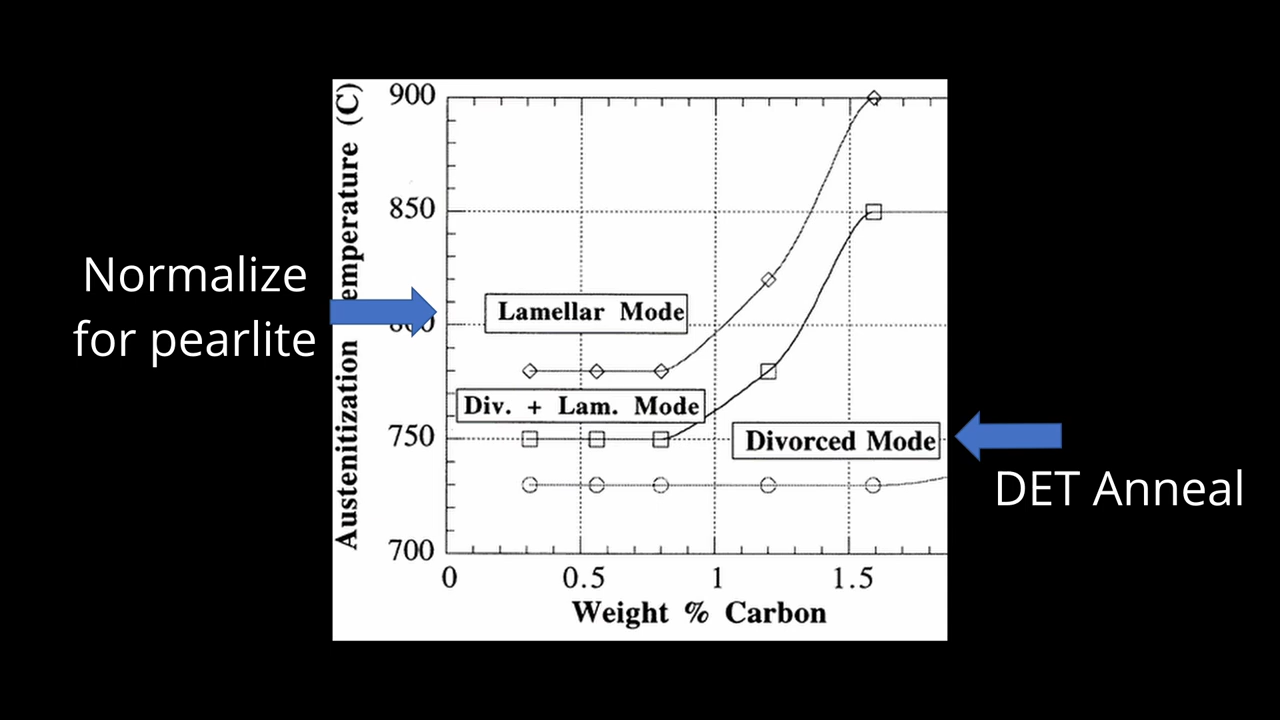 Normalize
for pearlite
Austenitization emperature (C)
900
850
750
700
Lamellar Mode
Div. + Lam. Mode
Divorced Mode
DET Anneal
0
0.5
1
1.5
Weight % Carbon